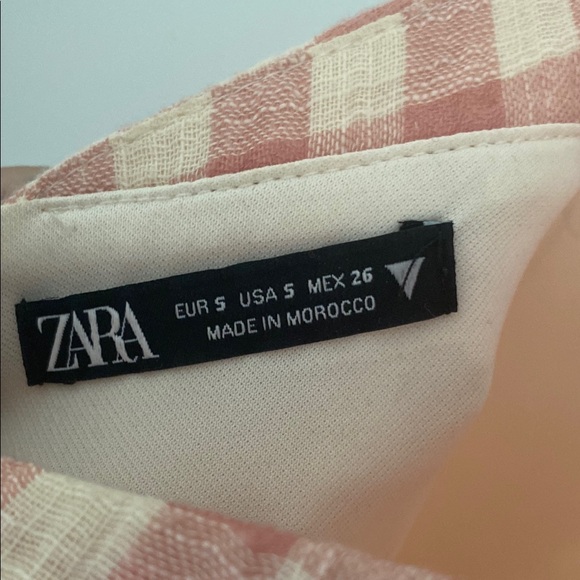 ZARA
EUR S USA S MEX 26
MADE IN MOROCCO